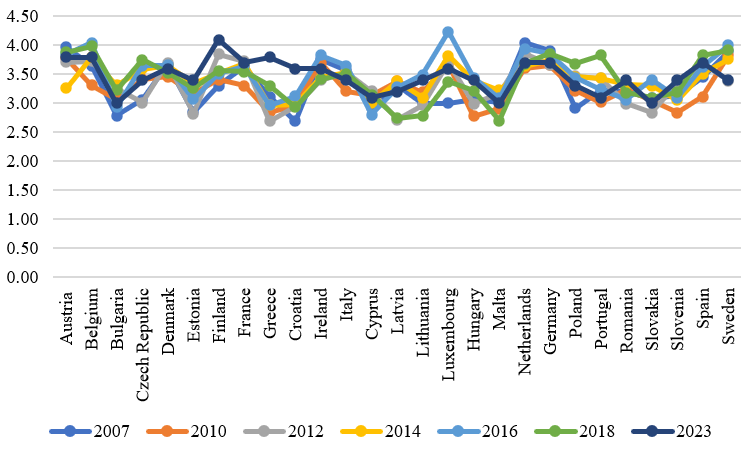 4.50
4.00
3.50
3.00
2.50
2.00
1.50
1.00
0.50
0.00
Austria
Belgium
Bulgaria
Czech Republic
Denmark
Estonia
Finland
France
Greece
Croatia
Ireland
Italy
Cyprus
Latvia
Lithuania
Luxembourg
Hungary
Malta
Netherlands
Germany
Poland
Portugal
Romania
Slovakia
Slovenia
Spain
Sweden
2007 2010 2012 2014 2016 2018 2023